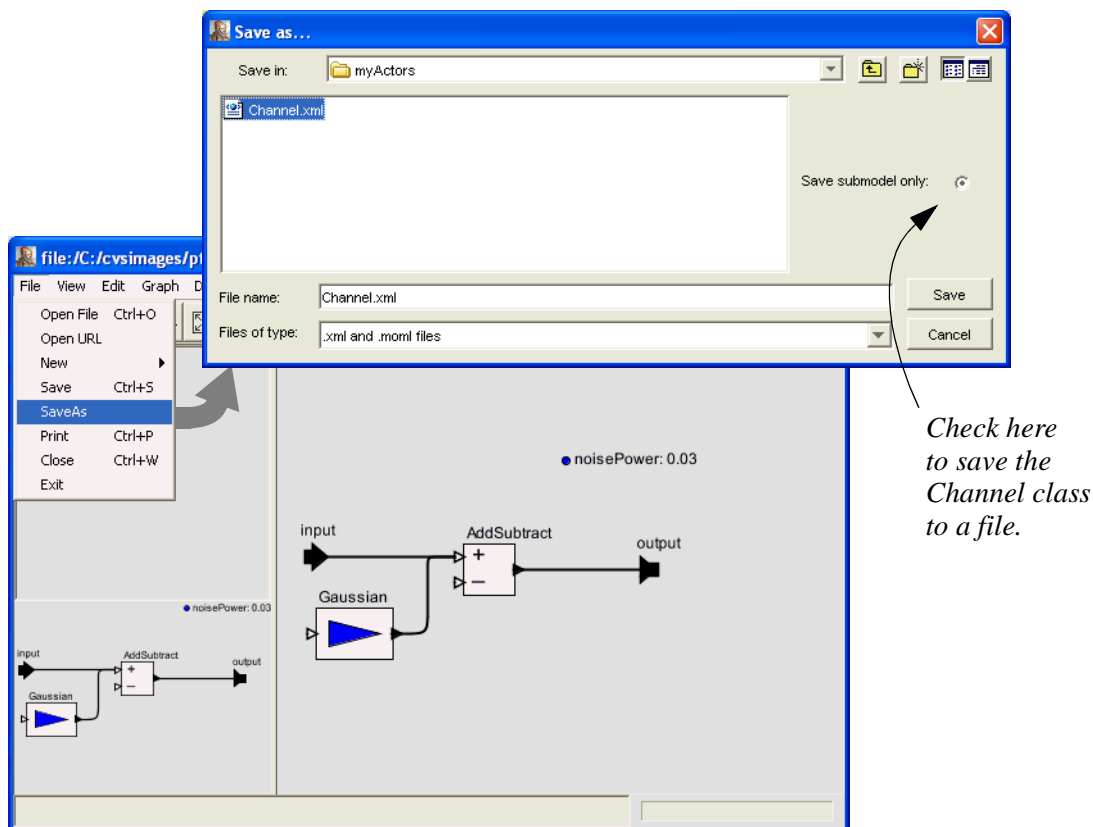 Save as...
Save in:
myActors
Channel.xml
Save submodel only:
File name:
Channel.xml
Save
Files of type:
.xml and .moml files
Cancel
file:/C:/cvsimages/pt
File View Edit Graph D
Open File Ctrl+O
Open URL
New
Save Ctrl+S
SaveAs
Print Ctrl+P
Close Ctrl+W
Exit
Check here
to save the
Channel class
to a file.
noisePower: 0.03
input
AddSubtract
output
+
−
Gaussian
noisePower: 0.03
input
AddSubtract
output
+
−
Gaussian